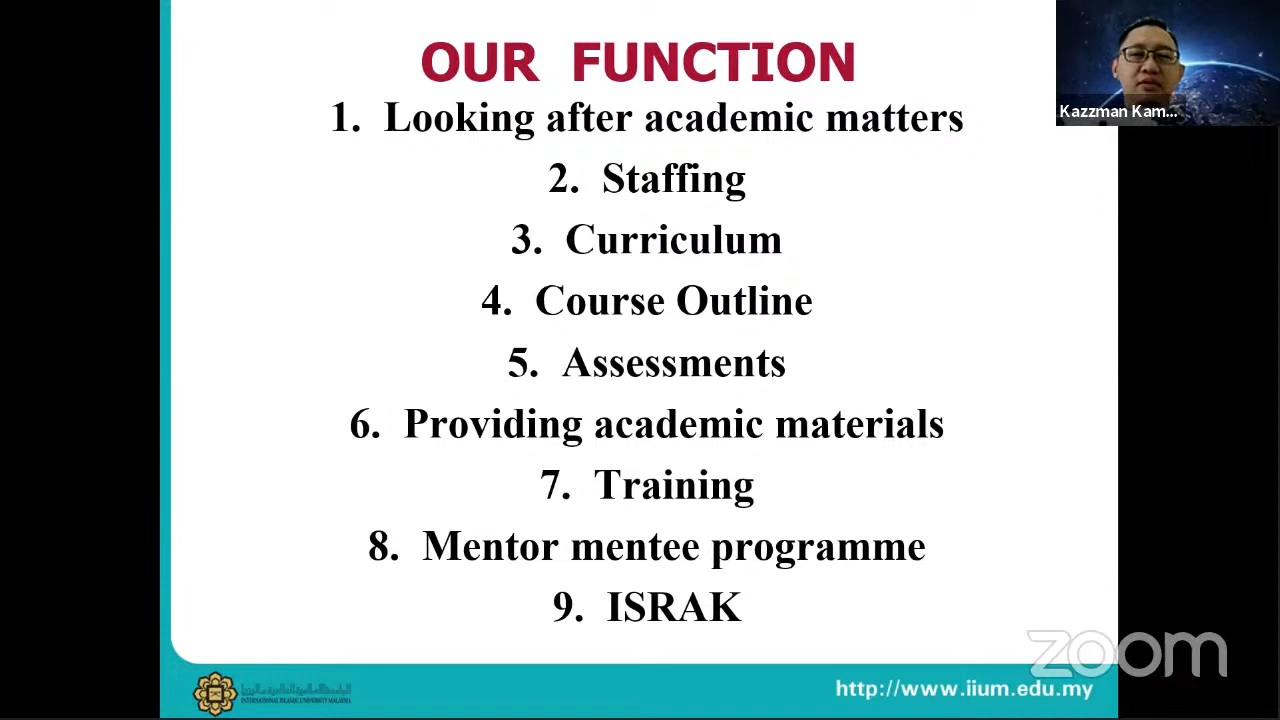 OUR FUNCTION
1. Looking after academic matters
2. Staffing
3. Curriculum
4. Course Outline
5. Assessments
6. Providing academic materials
7. Training
8. Mentor mentee programme
9. ISRAK
Kazzman Kam...
zoom
INTERNATIONAL ISLAMIC UNIVERSITY MALAYSIA
http://www.iium.edu.my